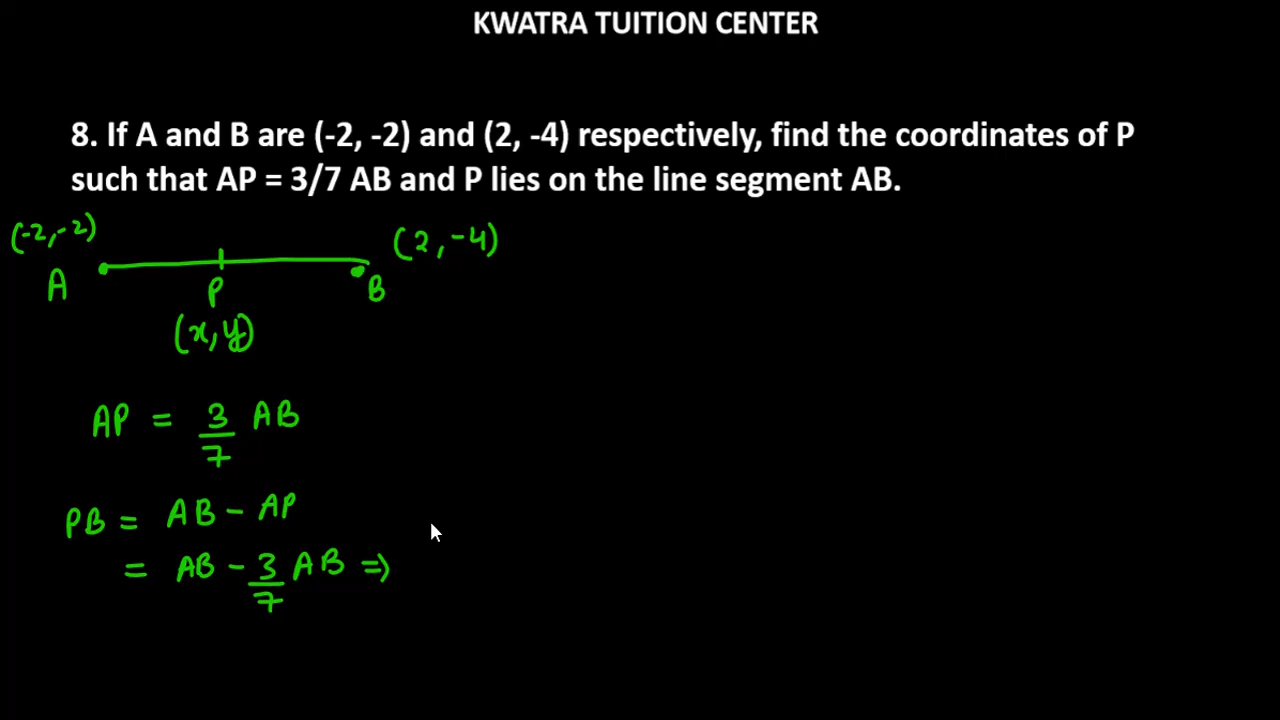 KWATRA TUITION CENTER
8. If A and B are (-2, -2) and (2, -4) respectively, find the coordinates of P
such that AP = 3/7 AB and P lies on the line segment AB.
(-2,-2) (2,-4)
A P B
(x,y)
AP = 3/7 AB
PB = AB - AP
= AB - 3/7 AB ⇒